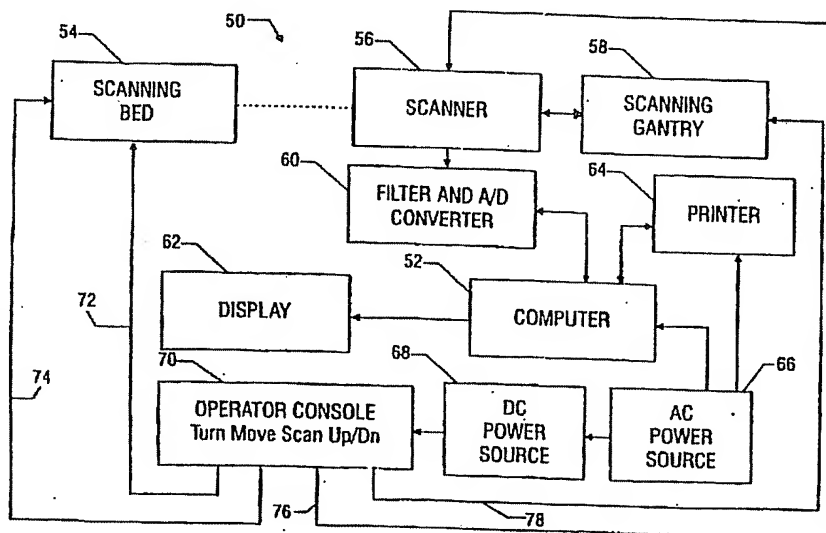 50
54
56
58
SCANNING
BED
SCANNER
SCANNING
GANTRY
60
64
FILTER AND A/D
CONVERTER
PRINTER
62
52
72
DISPLAY
COMPUTER
74
70
68
66
OPERATOR CONSOLE
Turn Move Scan Up/Dn
DC
POWER
SOURCE
AC
POWER
SOURCE
76
78